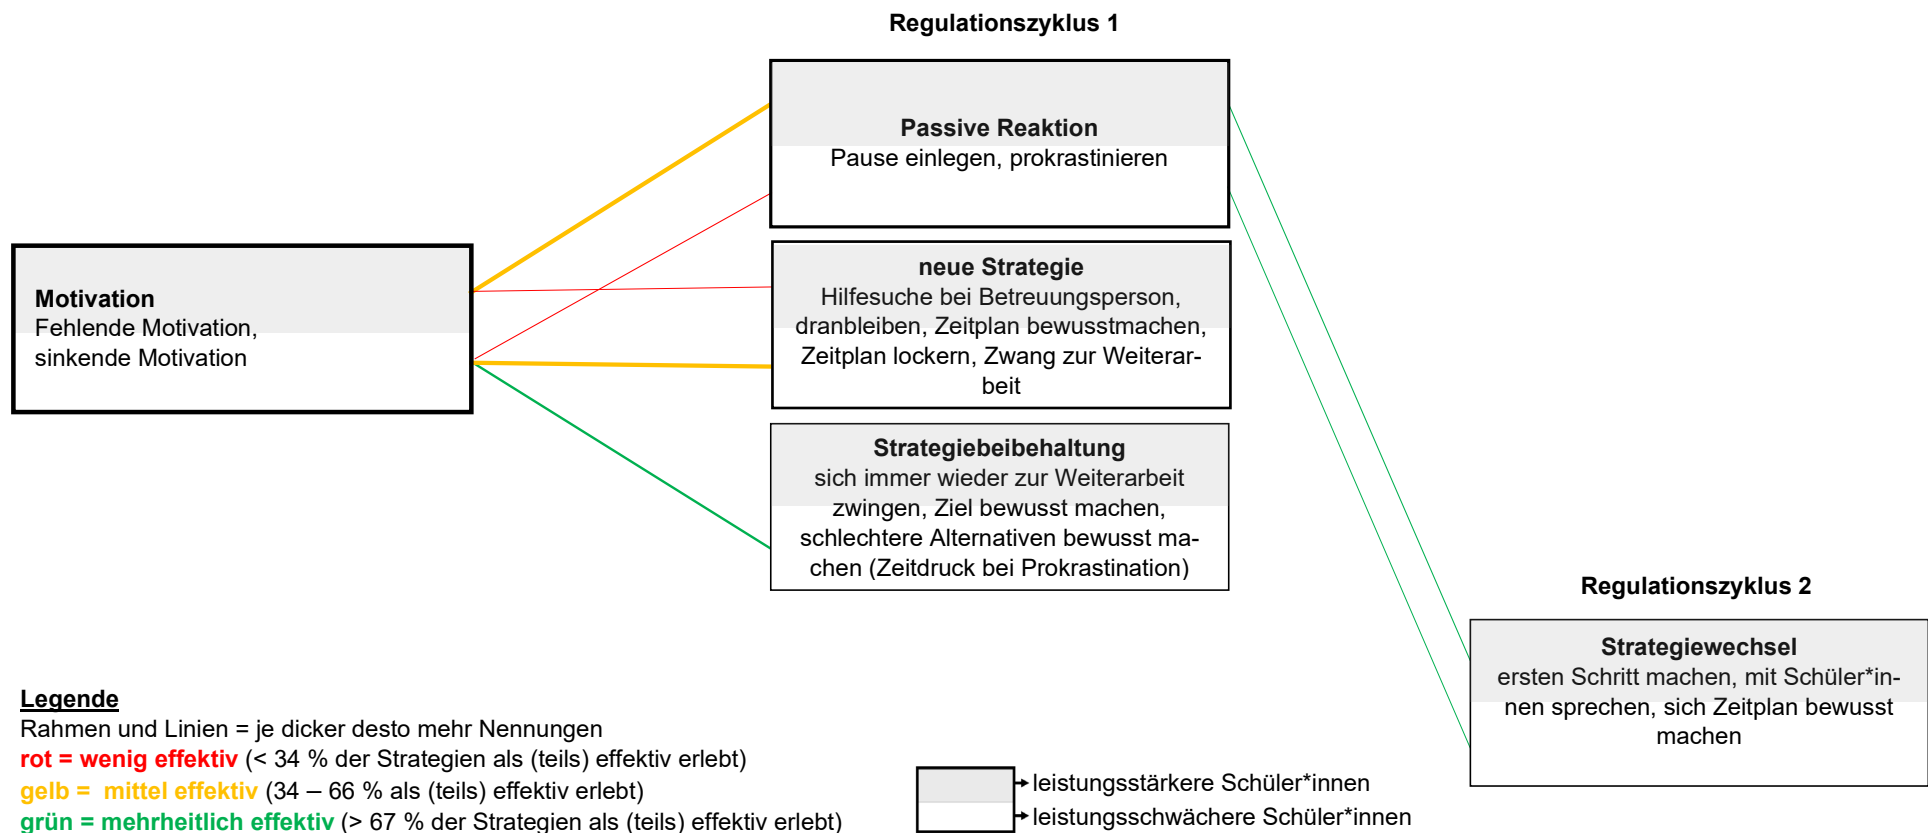 Regulationszyklus 1
Passive Reaktion
Pause einlegen, prokrastinieren
Motivation
Fehlende Motivation,
sinkende Motivation
neue Strategie
Hilfesuche bei Betreuungsperson,
dranbleiben, Zeitplan bewusstmachen,
Zeitplan lockern, Zwang zur Weiterar-
beit
Strategiebeibehaltung
sich immer wieder zur Weiterarbeit
zwingen, Ziel bewusst machen,
schlechtere Alternativen bewusst ma-
chen (Zeitdruck bei Prokrastination)
Regulationszyklus 2
Strategiewechsel
ersten Schritt machen, mit Schüler*in-
nen sprechen, sich Zeitplan bewusst
machen
Legende
Rahmen und Linien = je dicker desto mehr Nennungen
rot = wenig effektiv (< 34 % der Strategien als (teils) effektiv erlebt)
gelb = mittel effektiv (34 – 66 % als (teils) effektiv erlebt)
grün = mehrheitlich effektiv (> 67 % der Strategien als (teils) effektiv erlebt)
leistungsstärkere Schüler*innen
leistungsschwächere Schüler*innen